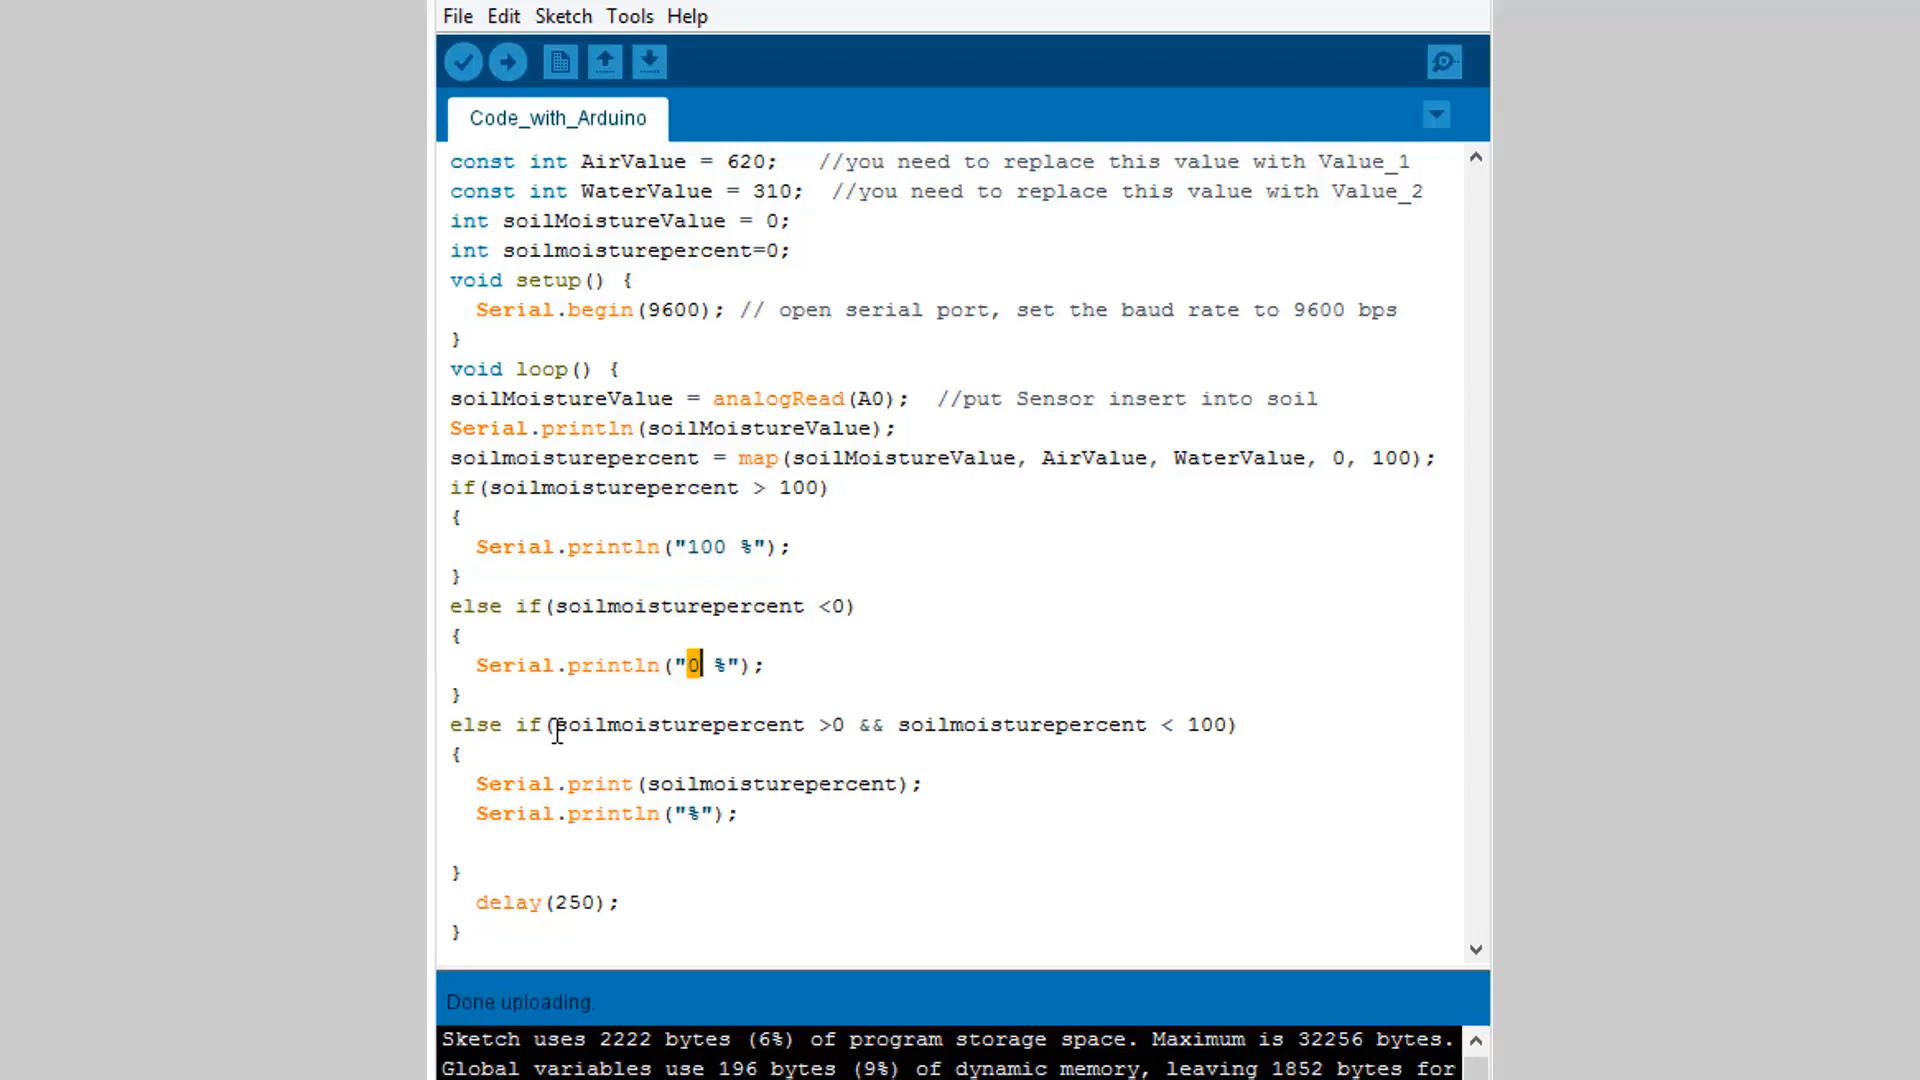 File Edit Sketch Tools Help
Code_with_Arduino
const int AirValue = 620;   //you need to replace this value with Value_1
const int WaterValue = 310;  //you need to replace this value with Value_2
int soilMoistureValue = 0;
int soilmoisturepercent=0;
void setup() {
  Serial.begin(9600); // open serial port, set the baud rate to 9600 bps
}
void loop() {
soilMoistureValue = analogRead(A0);  //put Sensor insert into soil
Serial.println(soilMoistureValue);
soilmoisturepercent = map(soilMoistureValue, AirValue, WaterValue, 0, 100);
if(soilmoisturepercent > 100)
{
  Serial.println("100 %");
}
else if(soilmoisturepercent <0)
{
  Serial.println("0 %");
}
else if(soilmoisturepercent >0 && soilmoisturepercent < 100)
{
  Serial.print(soilmoisturepercent);
  Serial.println("%");
}
  delay(250);
}
Done uploading.
Sketch uses 2222 bytes (6%) of program storage space. Maximum is 32256 bytes.
Global variables use 196 bytes (9%) of dynamic memory, leaving 1852 bytes for